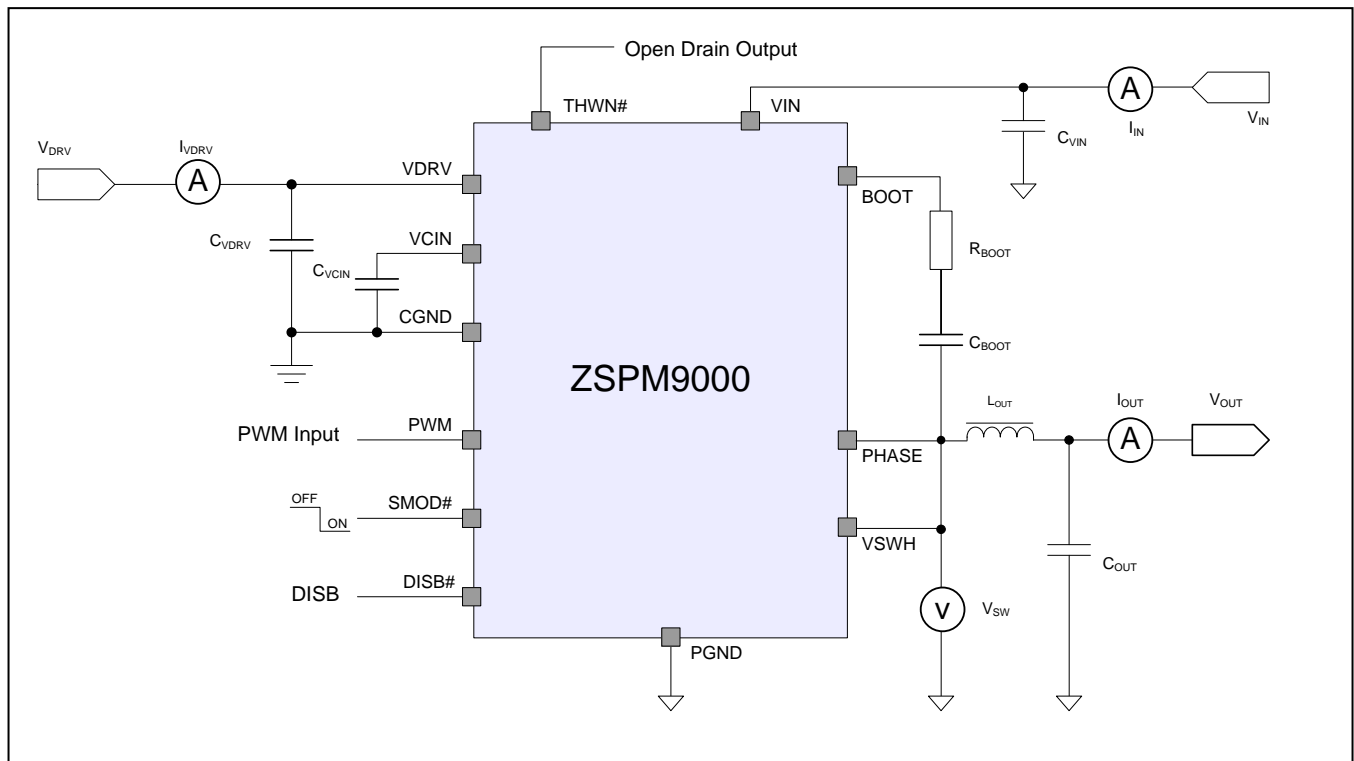 Open Drain Output
THWN#
VIN
A
IIN
VIN
CVIN
VDRV
IVDRV
A
VDRV
CVDRV
VCIN
CVCIN
CGND
BOOT
RBOOT
CBOOT
ZSPM9000
PWM Input
PWM
LOUT
IOUT
A
VOUT
PHASE
OFF
ON
SMOD#
VSWH
COUT
DISB
DISB#
V
VSW
PGND